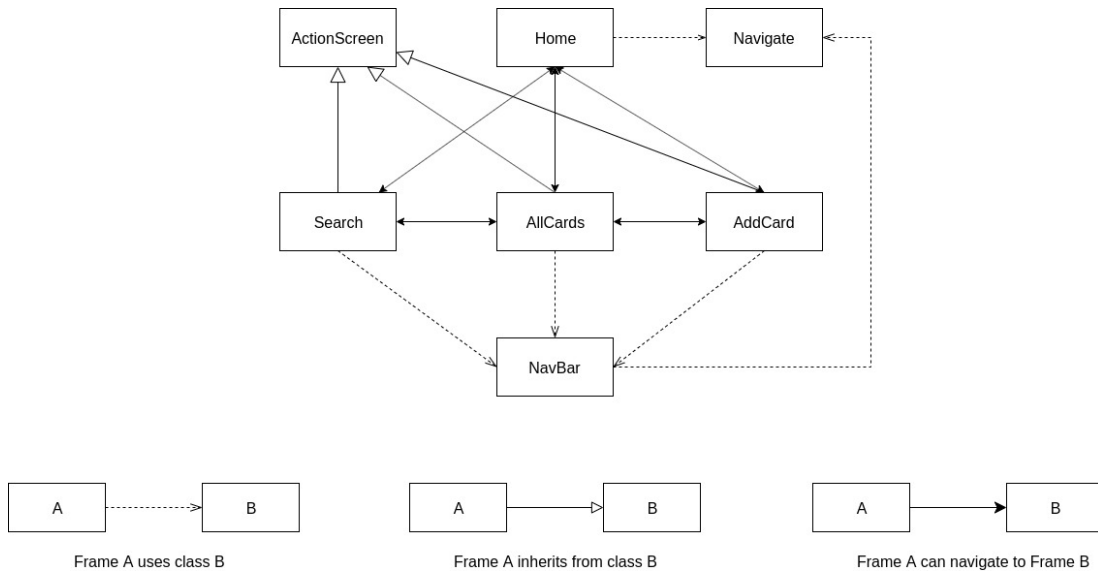 ActionScreen
Home
Navigate
Search
AllCards
AddCard
NavBar
A
B
A
B
A
B
Frame A uses class B
Frame A inherits from class B
Frame A can navigate to Frame B